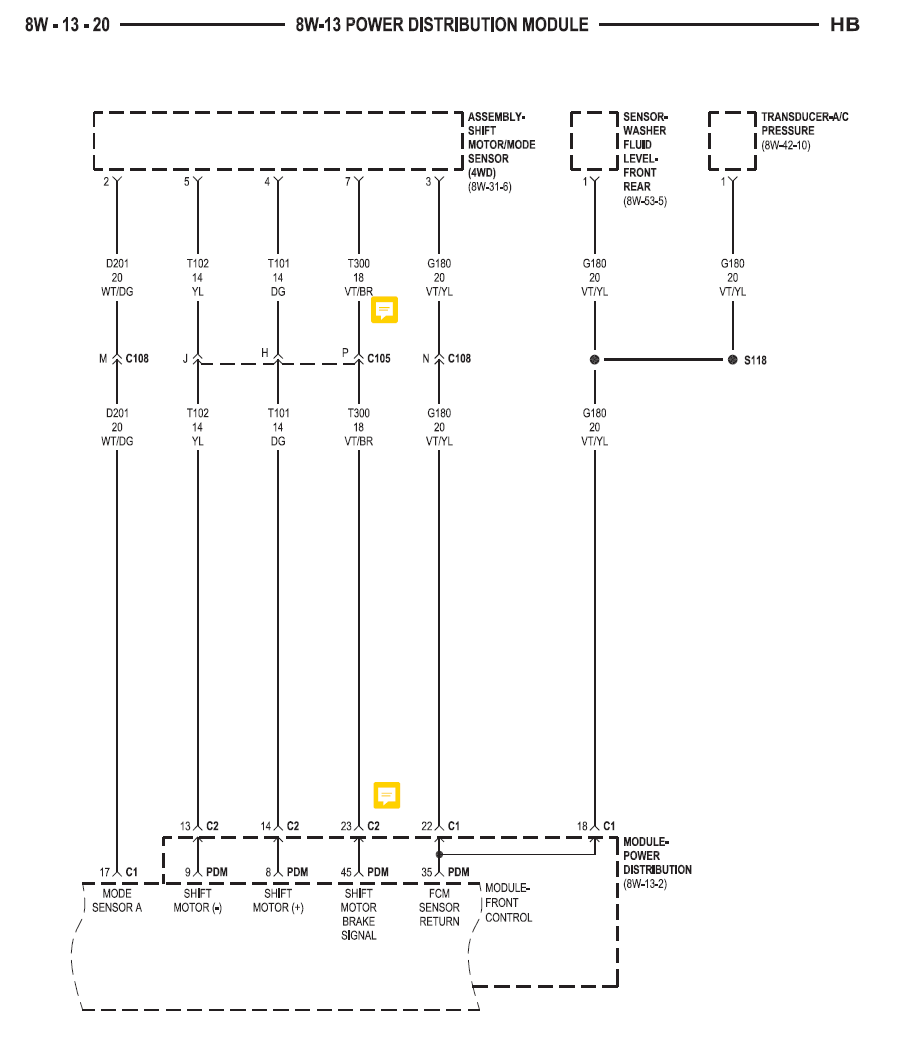 8W - 13 - 20
8W-13 POWER DISTRIBUTION MODULE
HB
ASSEMBLY-
SHIFT
MOTOR/MODE
SENSOR
(4WD)
(8W-31-6)
SENSOR-
WASHER
FLUID
LEVEL-
FRONT
REAR
(8W-53-5)
TRANSDUCER-A/C
PRESSURE
(8W-42-10)
2 5 4 7 3 1 1
D201 T102 T101 T300 G180 G180 G180
20 14 14 18 20 20 20
WT/DG YL DG VT/BR VT/YL VT/YL VT/YL
M C108 J H P C105 N C108 S118
D201 T102 T101 T300 G180 G180
20 14 14 18 20 20
WT/DG YL DG VT/BR VT/YL VT/YL
13 C2 14 C2 23 C2 22 C1 18 C1
MODULE-
POWER
DISTRIBUTION
(8W-13-2)
17 C1 9 PDM 8 PDM 45 PDM 35 PDM
MODE
SENSOR A
SHIFT
MOTOR (-)
SHIFT
MOTOR (+)
SHIFT
MOTOR
BRAKE
SIGNAL
FCM
SENSOR
RETURN
MODULE-
FRONT
CONTROL